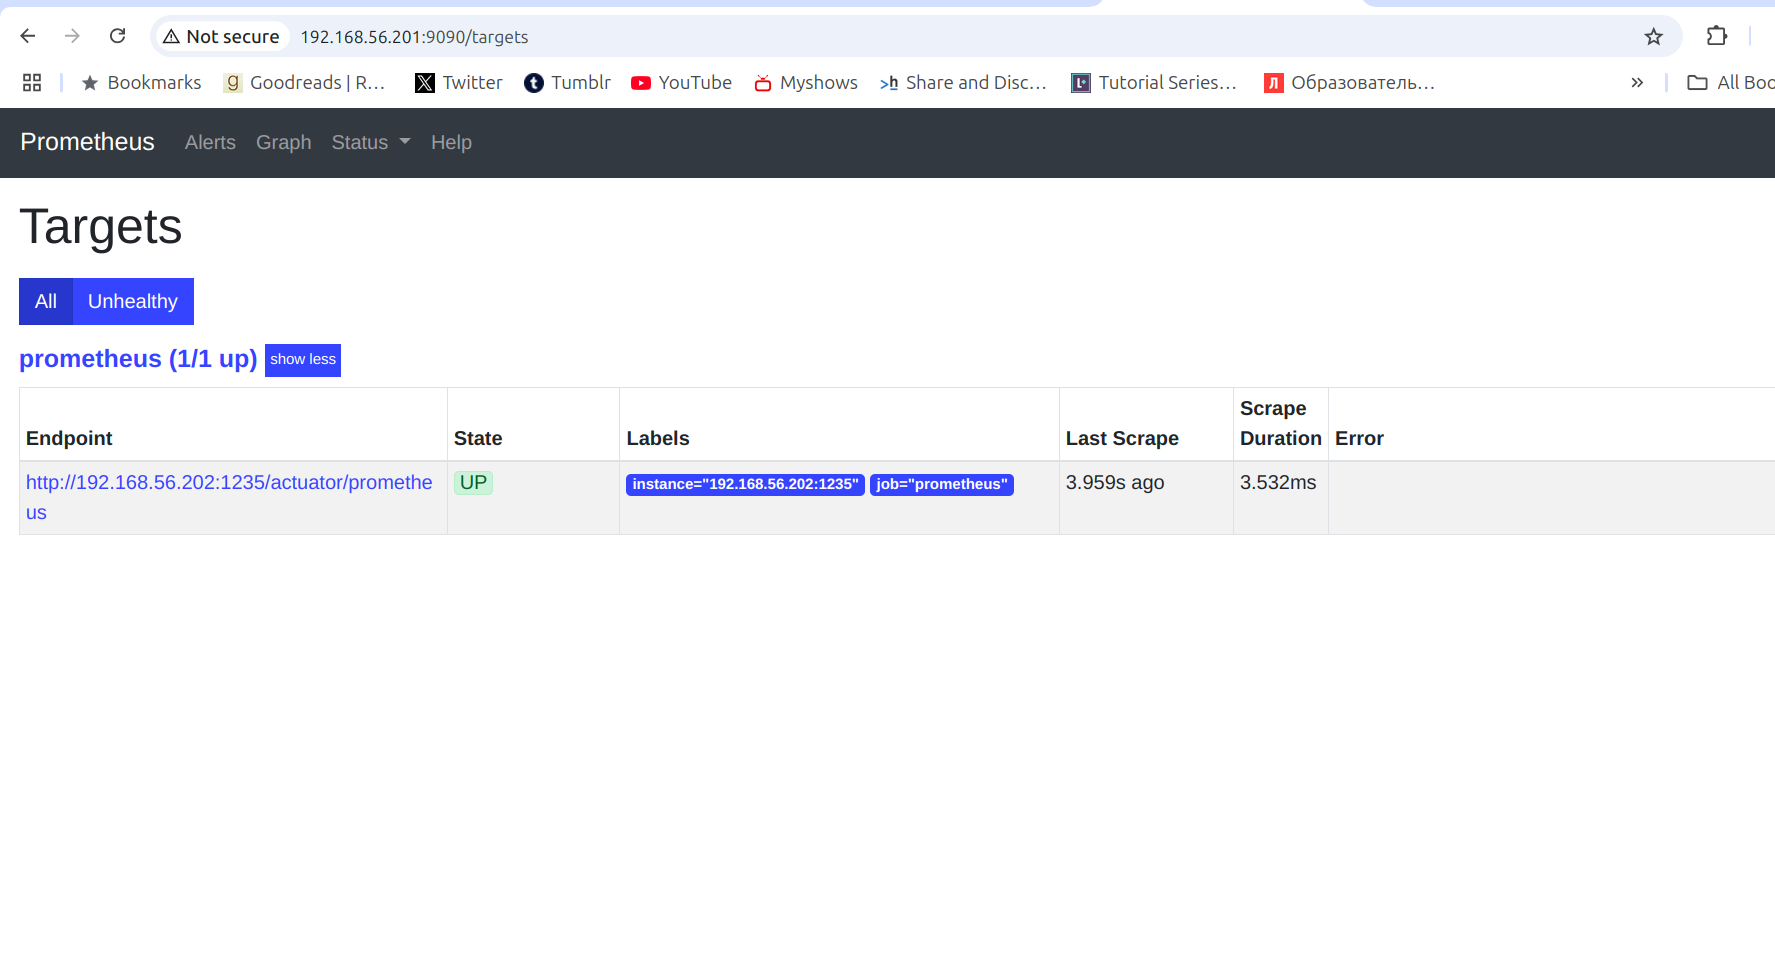 Not secure 192.168.56.201:9090/targets
Bookmarks Goodreads | R... Twitter Tumblr YouTube Myshows Share and Disc... Tutorial Series... Образователь... » All Boo
Prometheus Alerts Graph Status Help
Targets
All Unhealthy
prometheus (1/1 up) show less
Endpoint State Labels Last Scrape Scrape Duration Error
http://192.168.56.202:1235/actuator/promethe UP instance="192.168.56.202:1235" job="prometheus" 3.959s ago 3.532ms
us